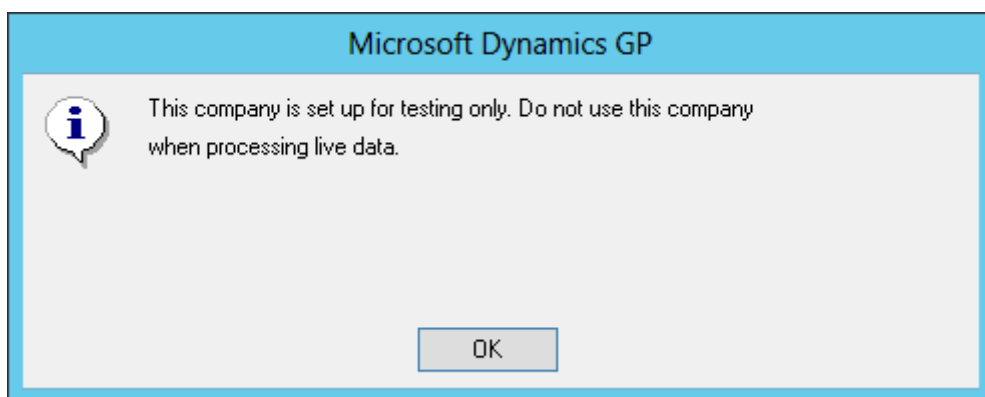 Microsoft Dynamics GP
This company is set up for testing only. Do not use this company
when processing live data.
OK